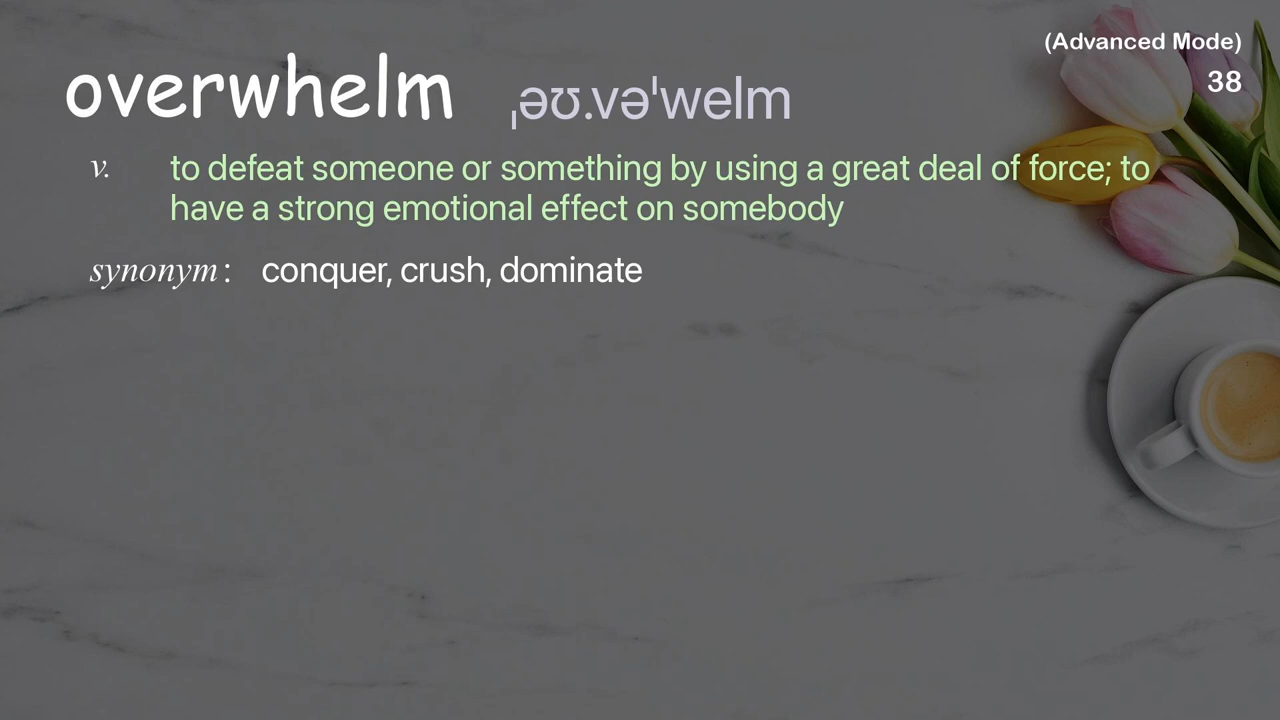 (Advanced Mode)
38
overwhelm ˌəʊ.vəˈwelm
v. to defeat someone or something by using a great deal of force; to
have a strong emotional effect on somebody
synonym : conquer, crush, dominate